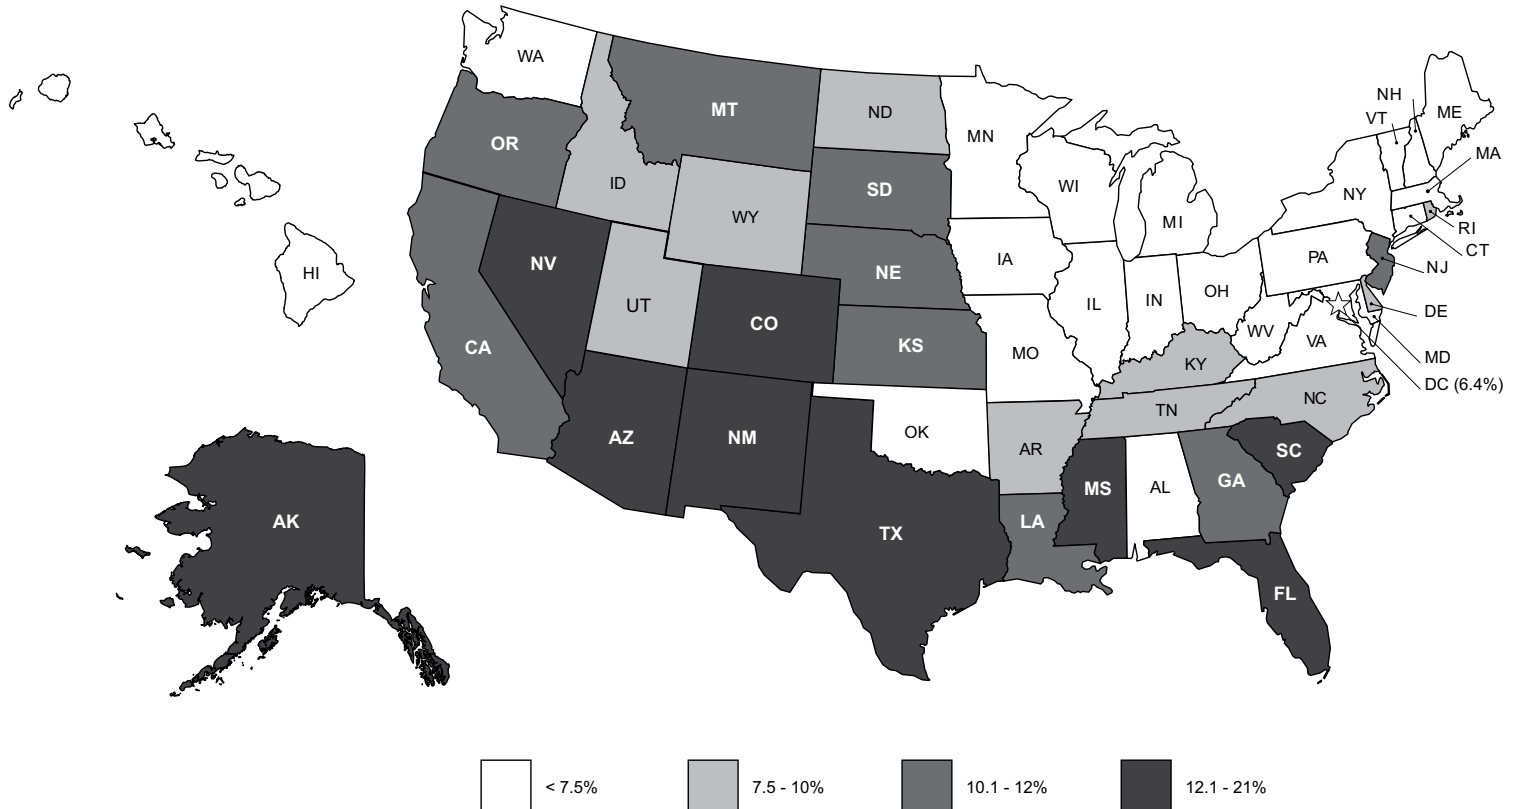 WA
MT
ND
MN
NH
VT
ME
OR
MA
ID
SD
WI
WY
NY
MI
RI
CT
HI
NV
NE
IA
PA
NJ
UT
CO
IL
IN
OH
DE
CA
KS
MO
WV
VA
KY
MD
DC (6.4%)
AZ
NM
OK
AR
TN
NC
SC
AK
TX
LA
MS
AL
GA
FL
< 7.5%
7.5 - 10%
10.1 - 12%
12.1 - 21%